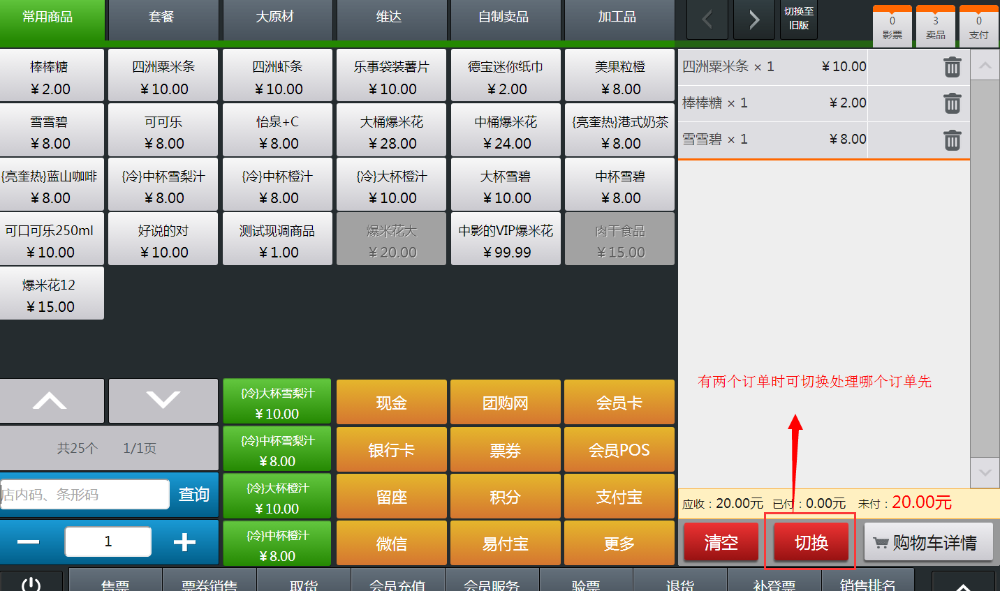 常用商品
套餐
大原材
维达
自制卖品
加工品
切换至
旧版
0
影票
3
卖品
0
支付
棒棒糖
¥2.00
四洲粟米条
¥10.00
四洲虾条
¥10.00
乐事袋装薯片
¥10.00
德宝迷你纸巾
¥2.00
美果粒橙
¥8.00
雪雪碧
¥8.00
可可乐
¥8.00
怡泉+C
¥8.00
大桶爆米花
¥28.00
中桶爆米花
¥24.00
{亮奎热}港式奶茶
¥8.00
{亮奎热}蓝山咖啡
¥8.00
{冷}中杯雪梨汁
¥8.00
{冷}中杯橙汁
¥8.00
{冷}大杯橙汁
¥10.00
大杯雪碧
¥10.00
中杯雪碧
¥8.00
可口可乐250ml
¥10.00
好说的对
¥10.00
测试现调商品
¥1.00
爆米花大
¥20.00
中影的VIP爆米花
¥99.99
肉干食品
¥15.00
爆米花12
¥15.00
四洲粟米条 × 1 ¥10.00
棒棒糖 × 1 ¥2.00
雪雪碧 × 1 ¥8.00
有两个订单时可切换处理哪个订单先
共25个 1/1页
店内码、条形码
查询
1
{冷}大杯雪梨汁
¥10.00
{冷}中杯雪梨汁
¥8.00
{冷}大杯橙汁
¥10.00
{冷}中杯橙汁
¥8.00
现金
团购网
会员卡
银行卡
票券
会员POS
留座
积分
支付宝
微信
易付宝
更多
应收：20.00元 已付：0.00元 未付：20.00元
清空
切换
购物车详情
售票
票券销售
取货
会员充值
会员服务
验票
退货
补登票
销售排名